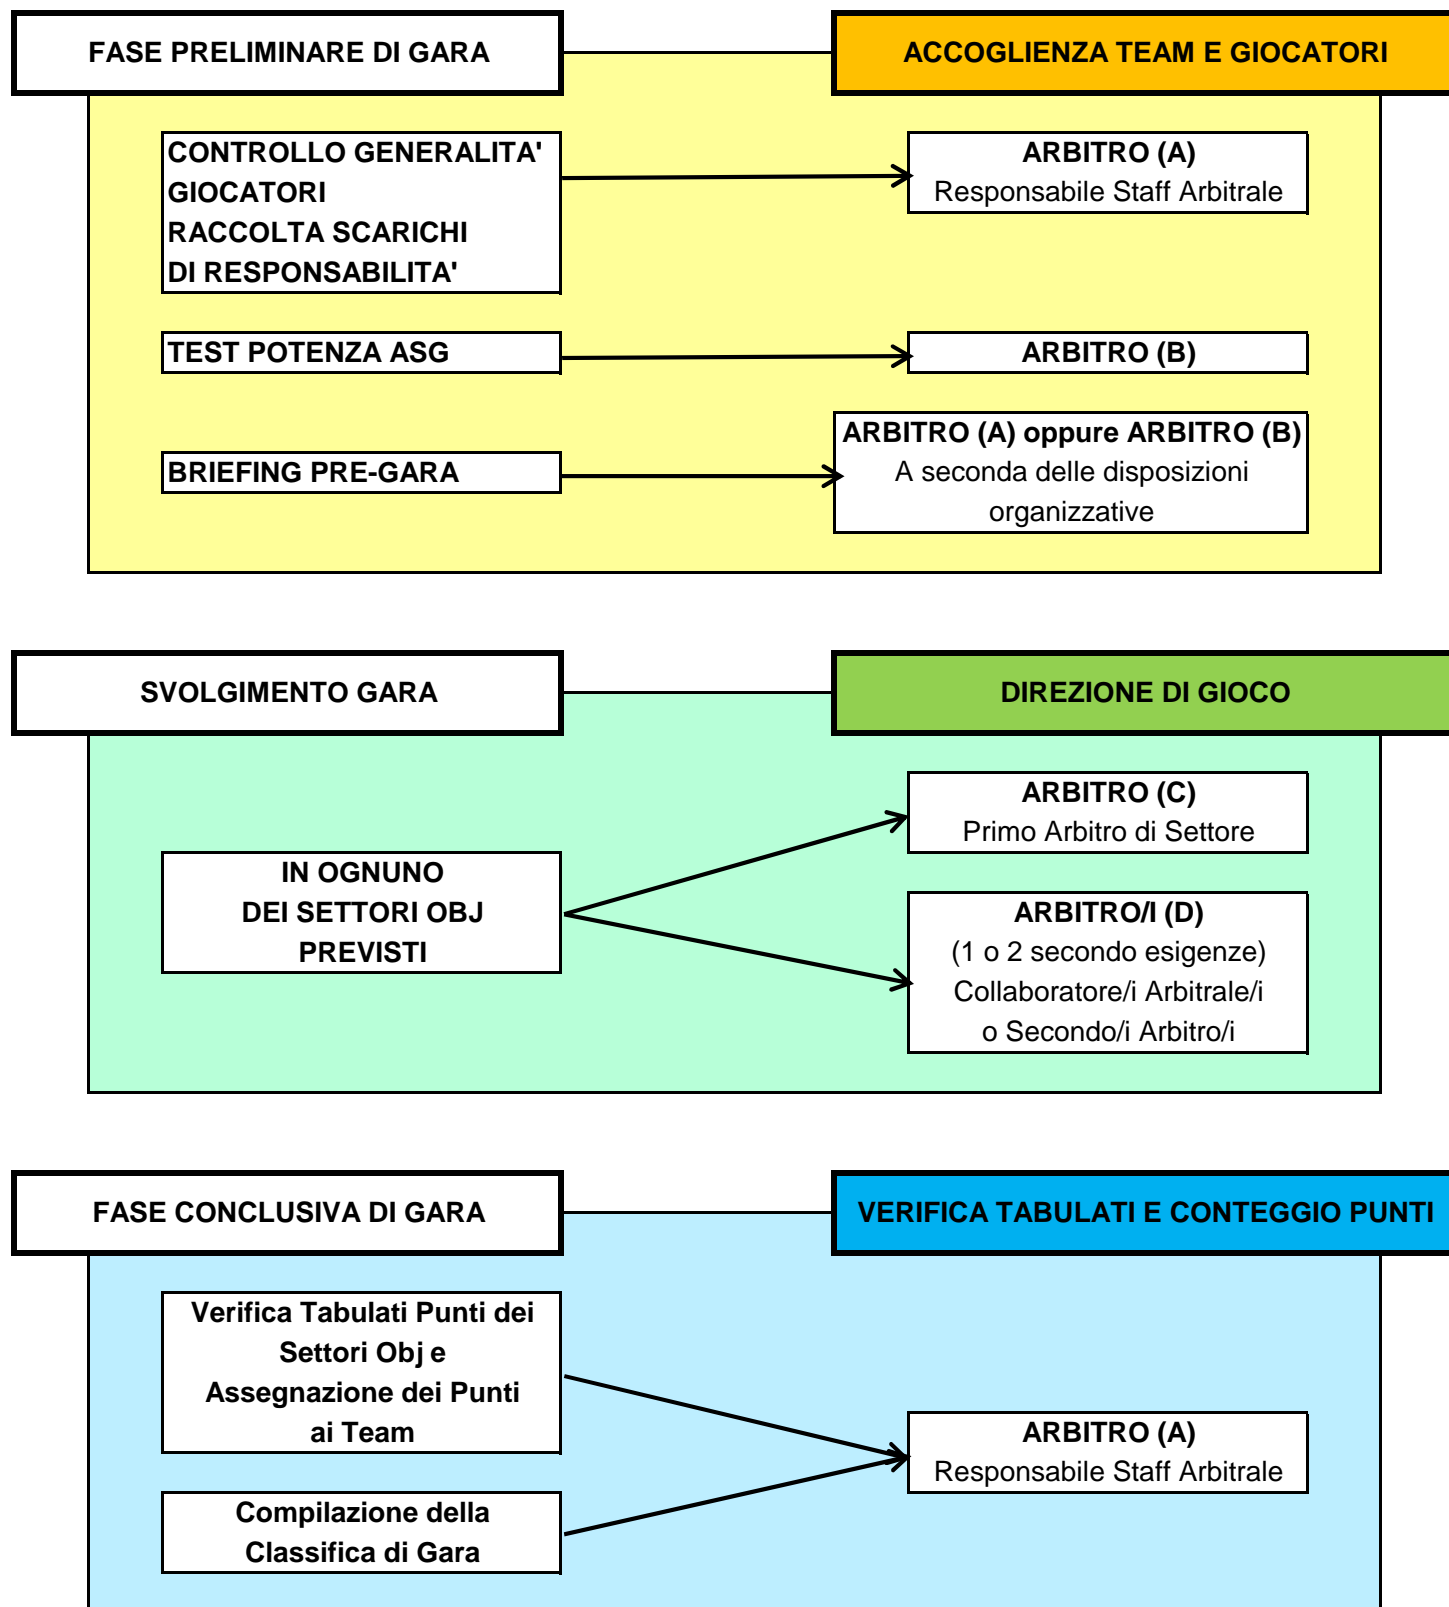 FASE PRELIMINARE DI GARA
ACCOGLIENZA TEAM E GIOCATORI
CONTROLLO GENERALITA'
GIOCATORI
RACCOLTA SCARICHI
DI RESPONSABILITA'
ARBITRO (A)
Responsabile Staff Arbitrale
TEST POTENZA ASG
ARBITRO (B)
BRIEFING PRE-GARA
ARBITRO (A) oppure ARBITRO (B)
A seconda delle disposizioni
organizzative
SVOLGIMENTO GARA
DIREZIONE DI GIOCO
IN OGNUNO
DEI SETTORI OBJ
PREVISTI
ARBITRO (C)
Primo Arbitro di Settore
ARBITRO/I (D)
(1 o 2 secondo esigenze)
Collaboratore/i Arbitrale/i
o Secondo/i Arbitro/i
FASE CONCLUSIVA DI GARA
VERIFICA TABULATI E CONTEGGIO PUNTI
Verifica Tabulati Punti dei
Settori Obj e
Assegnazione dei Punti
ai Team
Compilazione della
Classifica di Gara
ARBITRO (A)
Responsabile Staff Arbitrale